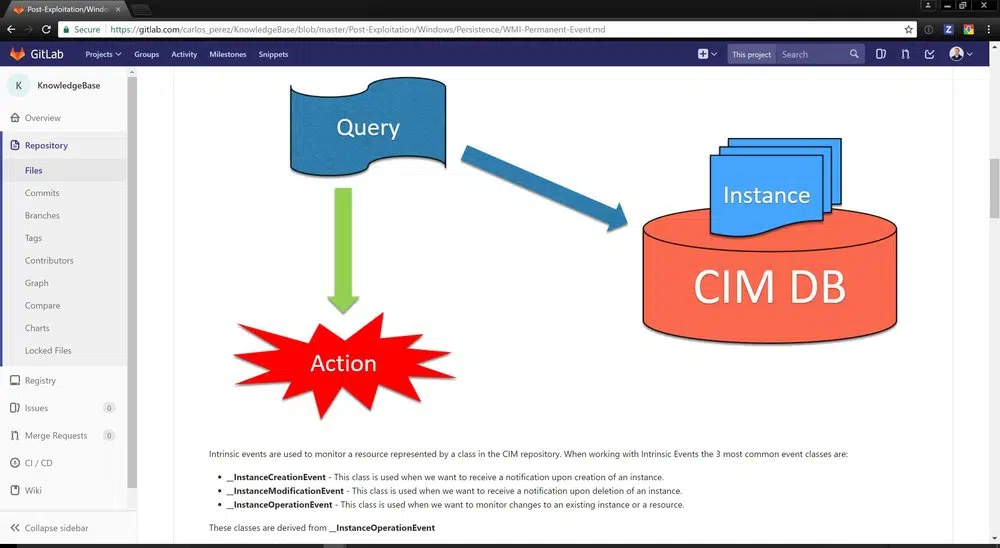 Post-Exploitation/Windo
Secure
https://gitlab.com/carlos_perez/KnowledgeBase/blob/master/Post-Exploitation/Windows/Persistence/WMI-Permanent-Event.md
GitLab
Projects
Groups
Activity
Milestones
Snippets
This project
Search
K
KnowledgeBase
Overview
Repository
Files
Commits
Branches
Tags
Contributors
Graph
Compare
Charts
Locked Files
Registry
Issues 0
Merge Requests 0
CI / CD
Wiki
Collapse sidebar
Query
Instance
CIM DB
Action
Intrinsic events are used to monitor a resource represented by a class in the CIM repository. When working with Intrinsic Events the 3 most common event classes are:
• __InstanceCreationEvent - This class is used when we want to receive a notification upon creation of an instance.
• __InstanceModificationEvent - This class is used when we want to receive a notification upon deletion of an instance.
• __InstanceOperationEvent - This class is used when we want to monitor changes to an existing instance or a resource.
These classes are derived from __InstanceOperationEvent